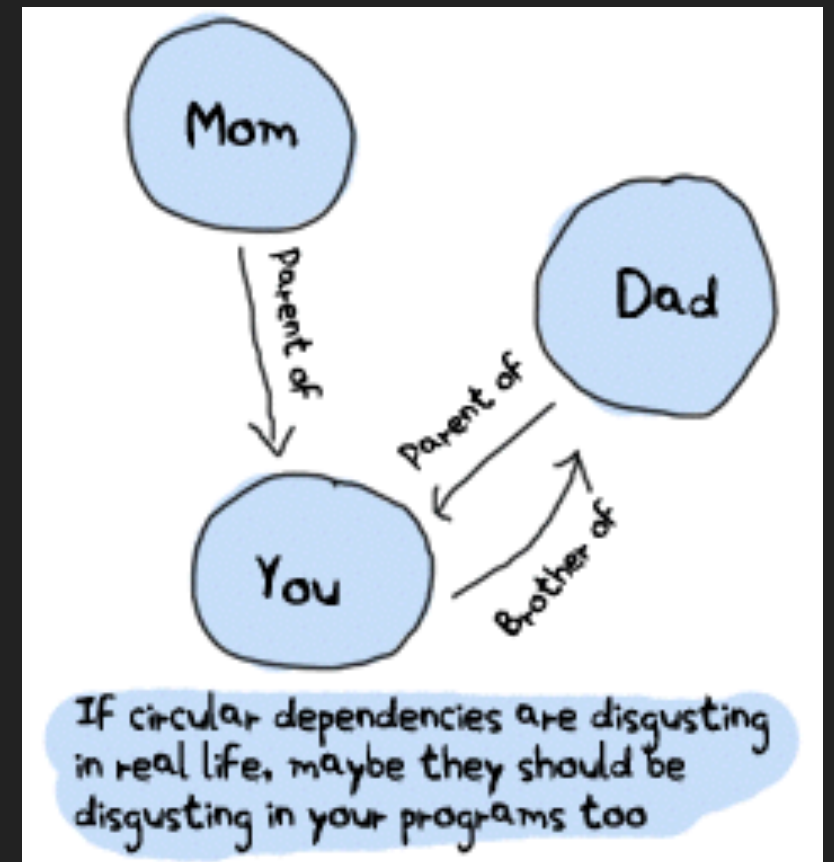 Mom
Dad
Parent of
Parent of
You
Brother of
If circular dependencies are disgusting
in real life, maybe they should be
disgusting in your programs too